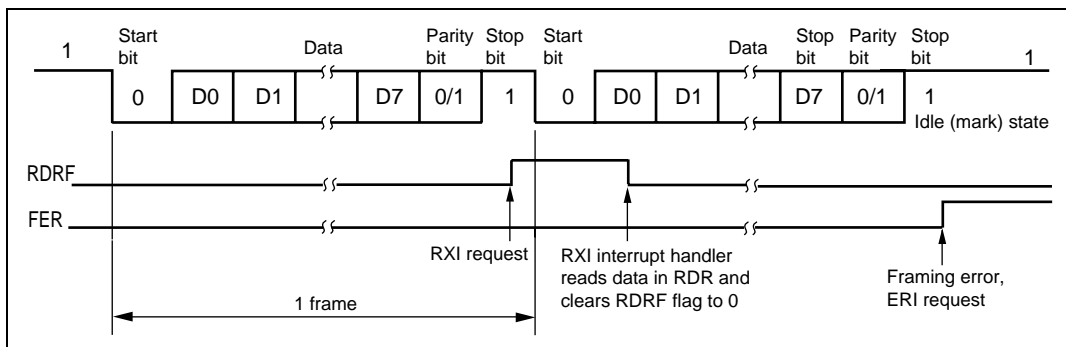 1
Start bit
Data
Parity bit
Stop bit
Start bit
Data
Stop bit
Parity bit
Stop bit
1
0
D0
D1
D7
0/1
1
0
D0
D1
D7
0/1
1
Idle (mark) state
RDRF
FER
RXI request
RXI interrupt handler
reads data in RDR and
clears RDRF flag to 0
Framing error,
ERI request
1 frame